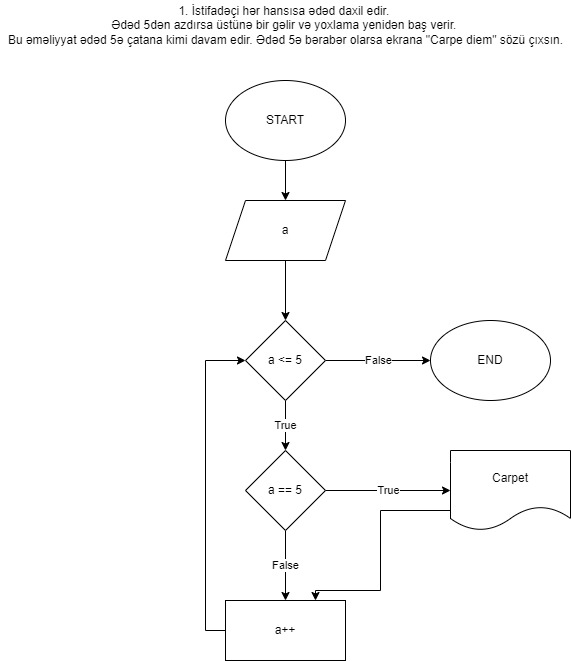 1. İstifadəçi hər hansısa ədəd daxil edir.
Ədəd 5dən azdırsa üstünə bir gəlir və yoxlama yenidən baş verir.
Bu əməliyyat ədəd 5ə çatana kimi davam edir. Ədəd 5ə bərabər olarsa ekrana "Carpe diem" sözü çıxsın.
START
a
a <= 5
False
END
True
a == 5
True
Carpet
False
a++